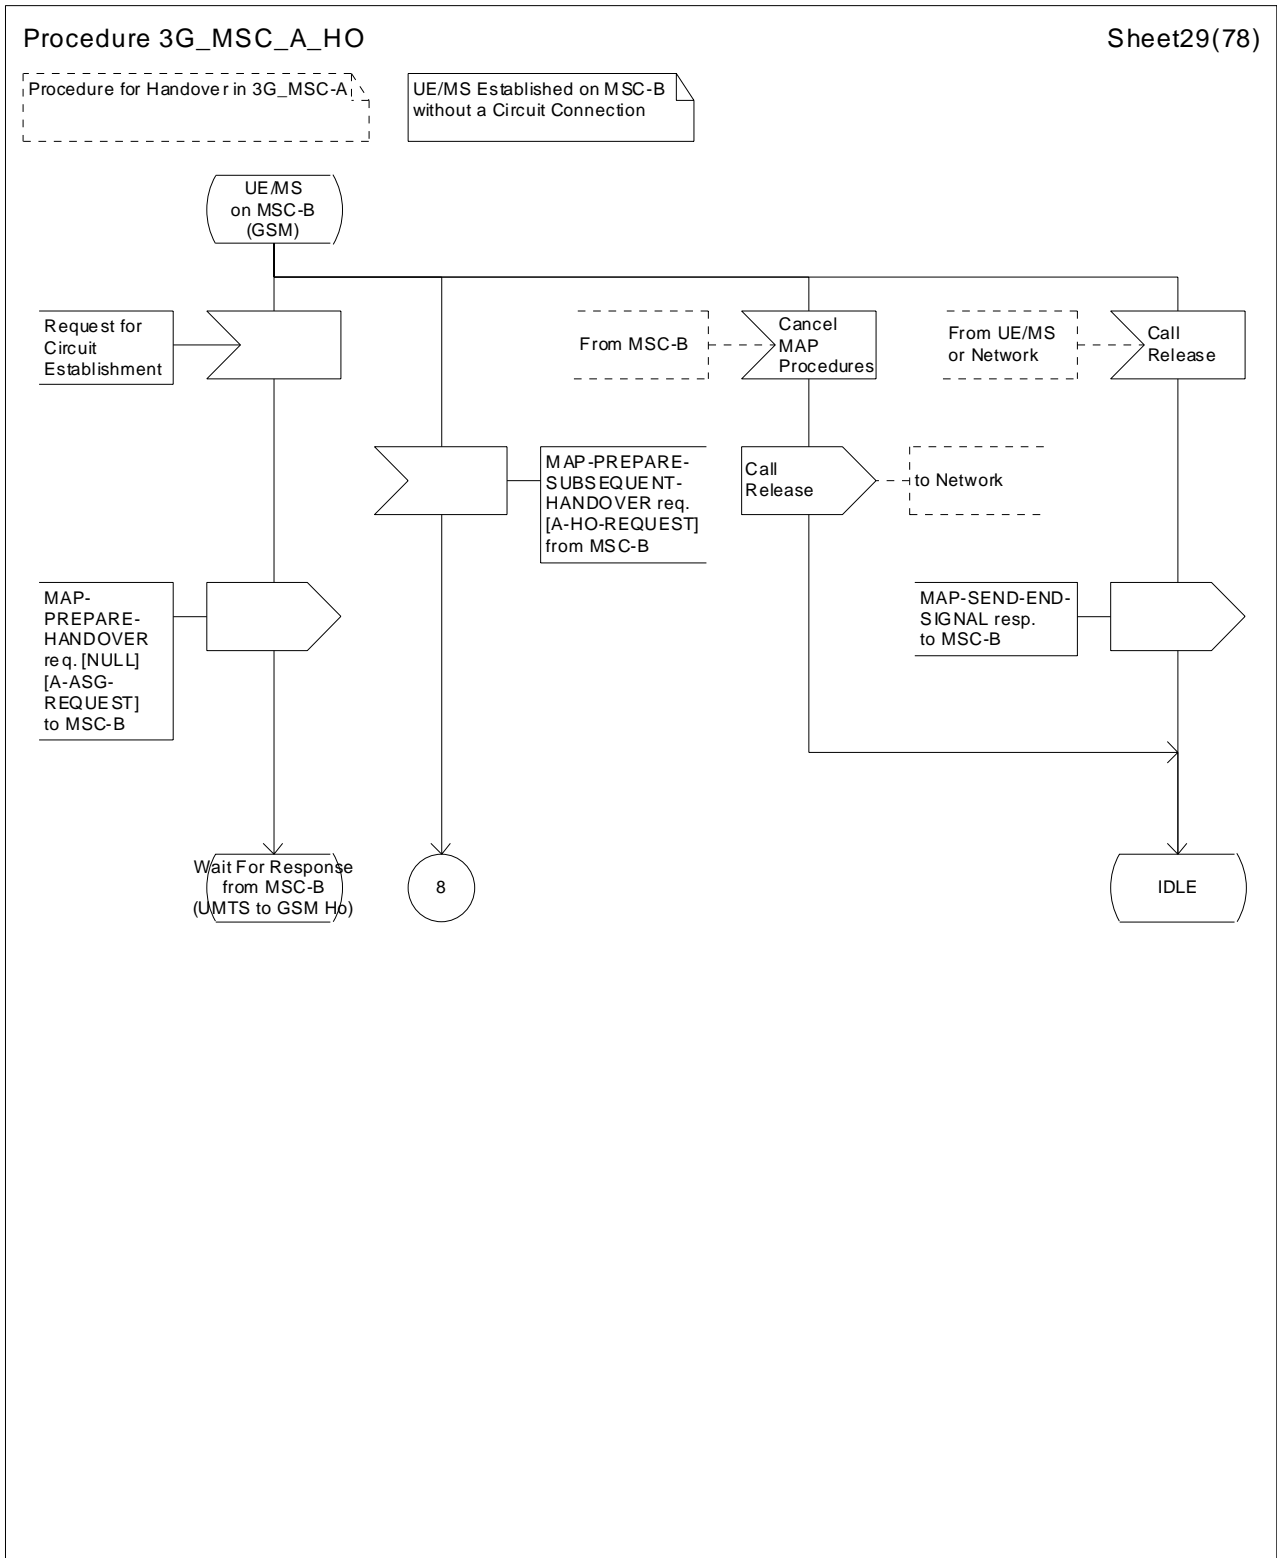 Procedure 3G_MSC_A_HO
Sheet29(78)
Procedure for Handover in 3G_MSC-A
UE/MS Established on MSC-B
without a Circuit Connection
UE/MS
on MSC-B
(GSM)
Request for
Circuit
Establishment
From MSC-B
Cancel
MAP
Procedures
From UE/MS
or Network
Call
Release
MAP-PREPARE-
SUBSEQUENT-
HANDOVER req.
[A-HO-REQUEST]
from MSC-B
Call
Release
to Network
MAP-
PREPARE-
HANDOVER
req. [NULL]
[A-ASG-
REQUEST]
to MSC-B
MAP-SEND-END-
SIGNAL resp.
to MSC-B
Wait For Response
from MSC-B
(UMTS to GSM Ho)
8
IDLE